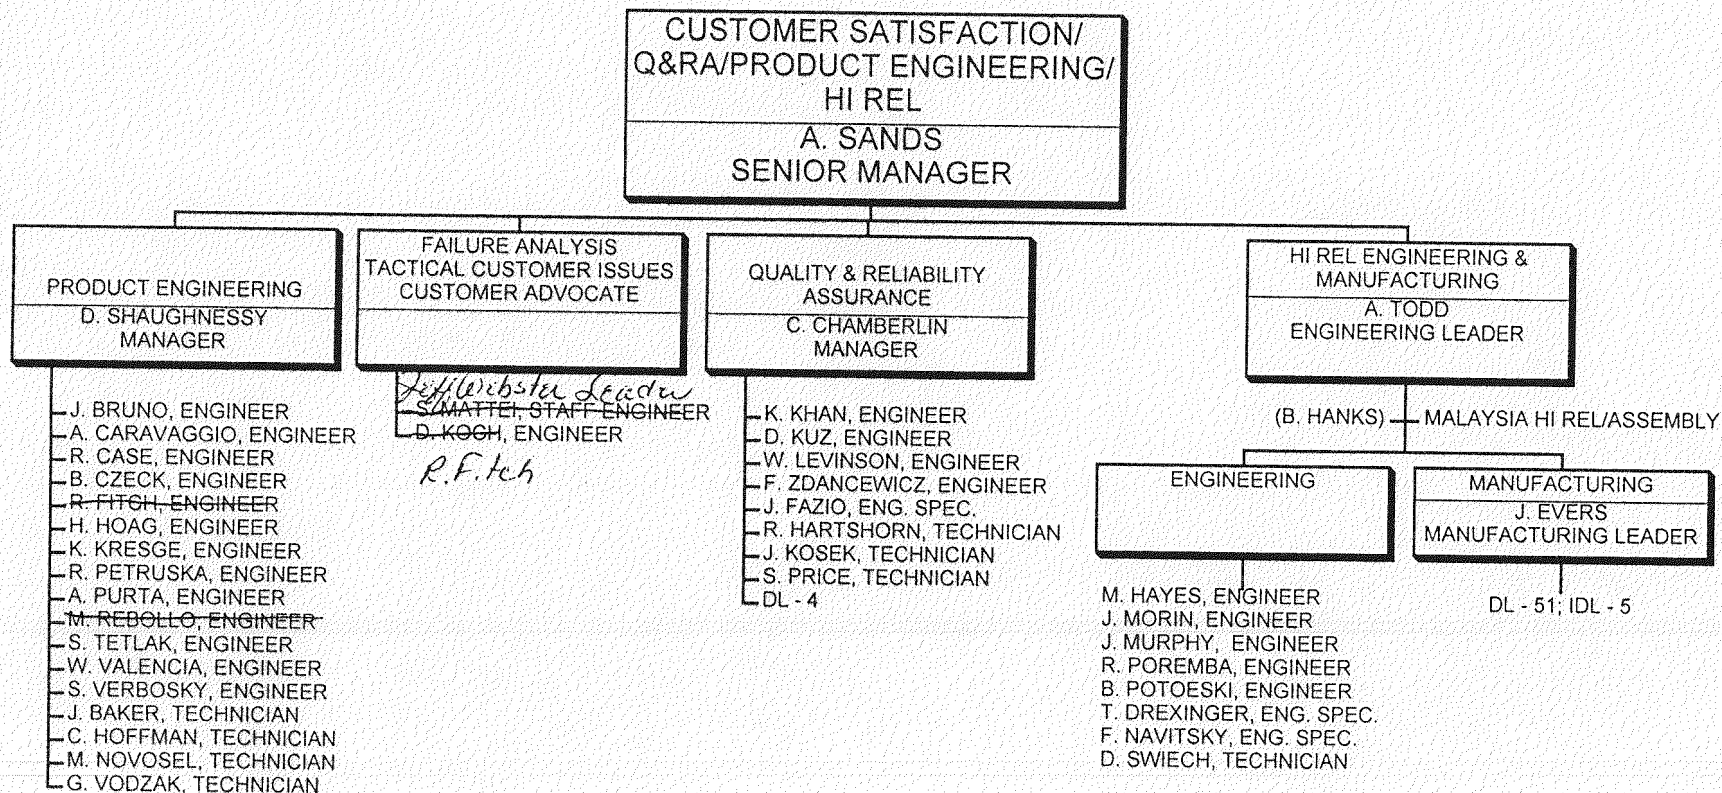 CUSTOMER SATISFACTION/
Q&RA/PRODUCT ENGINEERING/
HI REL
A. SANDS
SENIOR MANAGER
PRODUCT ENGINEERING
D. SHAUGHNESSY
MANAGER
J. BRUNO, ENGINEER
A. CARAVAGGIO, ENGINEER
R. CASE, ENGINEER
B. CZECK, ENGINEER
R. FITCH, ENGINEER
H. HOAG, ENGINEER
K. KRESGE, ENGINEER
R. PETRUSKA, ENGINEER
A. PURTA, ENGINEER
M. REBOLLO, ENGINEER
S. TETLAK, ENGINEER
W. VALENCIA, ENGINEER
S. VERBOSKY, ENGINEER
J. BAKER, TECHNICIAN
C. HOFFMAN, TECHNICIAN
M. NOVOSEL, TECHNICIAN
G. VODZAK, TECHNICIAN
FAILURE ANALYSIS
TACTICAL CUSTOMER ISSUES
CUSTOMER ADVOCATE
Jeff Webster Leader
S. MATTEI, STAFF ENGINEER
D. KOCH, ENGINEER
R. Fitch
QUALITY & RELIABILITY
ASSURANCE
C. CHAMBERLIN
MANAGER
K. KHAN, ENGINEER
D. KUZ, ENGINEER
W. LEVINSON, ENGINEER
F. ZDANCEWICZ, ENGINEER
J. FAZIO, ENG. SPEC.
R. HARTSHORN, TECHNICIAN
J. KOSEK, TECHNICIAN
S. PRICE, TECHNICIAN
DL - 4
HI REL ENGINEERING &
MANUFACTURING
A. TODD
ENGINEERING LEADER
(B. HANKS) MALAYSIA HI REL/ASSEMBLY
ENGINEERING
M. HAYES, ENGINEER
J. MORIN, ENGINEER
J. MURPHY, ENGINEER
R. POREMBA, ENGINEER
B. POTOESKI, ENGINEER
T. DREXINGER, ENG. SPEC.
F. NAVITSKY, ENG. SPEC.
D. SWIECH, TECHNICIAN
MANUFACTURING
J. EVERS
MANUFACTURING LEADER
DL - 51; IDL - 5